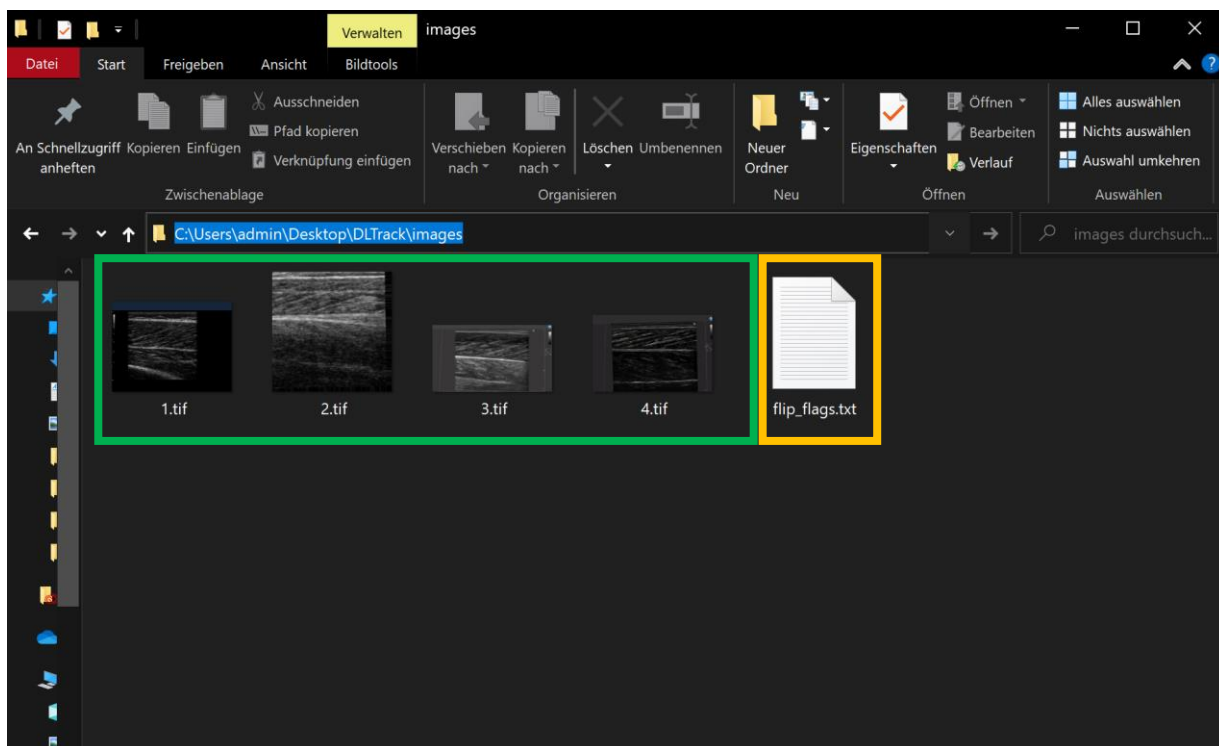 Verwalten images
Datei Start Freigeben Ansicht Bildtools
An Schnellzugriff anheften
Kopieren
Einfügen
Ausschneiden
Pfad kopieren
Verknüpfung einfügen
Zwischenablage
Verschieben nach
Kopieren nach
Löschen
Umbenennen
Organisieren
Neuer Ordner
Neu
Eigenschaften
Öffnen
Bearbeiten
Verlauf
Öffnen
Alles auswählen
Nichts auswählen
Auswahl umkehren
Auswählen
C:\Users\admin\Desktop\DLTrack\images
images durchsuch...
1.tif
2.tif
3.tif
4.tif
flip_flags.txt